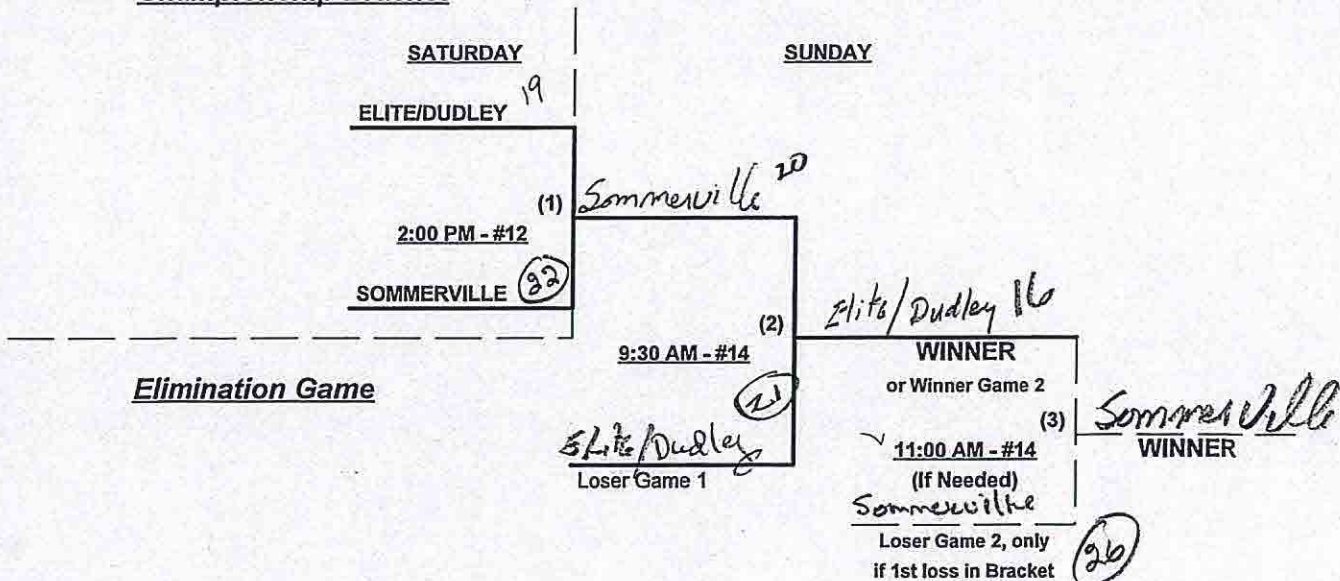 SATURDAY
SUNDAY
ELITE/DUDLEY 19
(1) Sommerville 20
2:00 PM - #12
SOMMERVILLE 22
(2) Elite/Dudley 16
9:30 AM - #14
WINNER
or Winner Game 2
Elimination Game
21
(3) Sommerville
Elite/Dudley
11:00 AM - #14
WINNER
Loser Game 1
(If Needed)
Sommerville
Loser Game 2, only
if 1st loss in Bracket
26